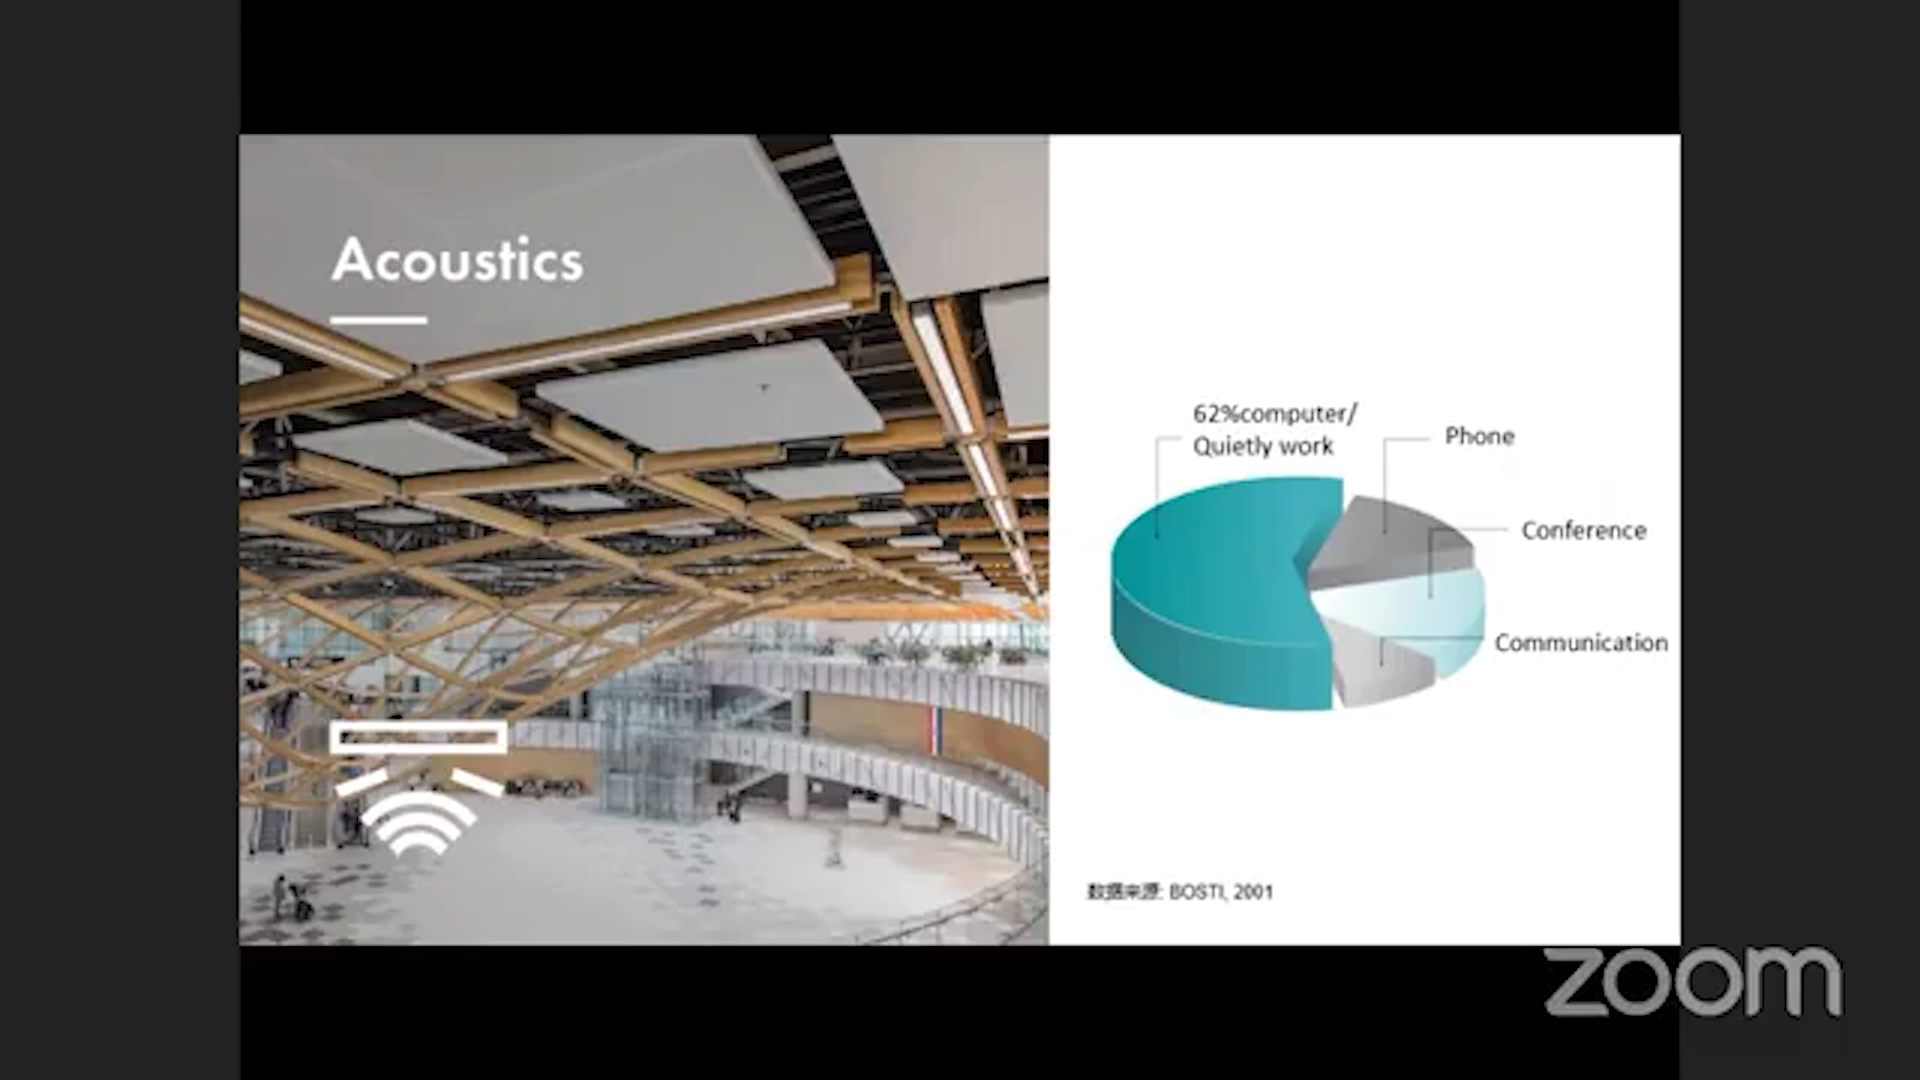 Acoustics
62%computer/
Quietly work
Phone
Conference
Communication
数据来源: BOSTI, 2001
zoom